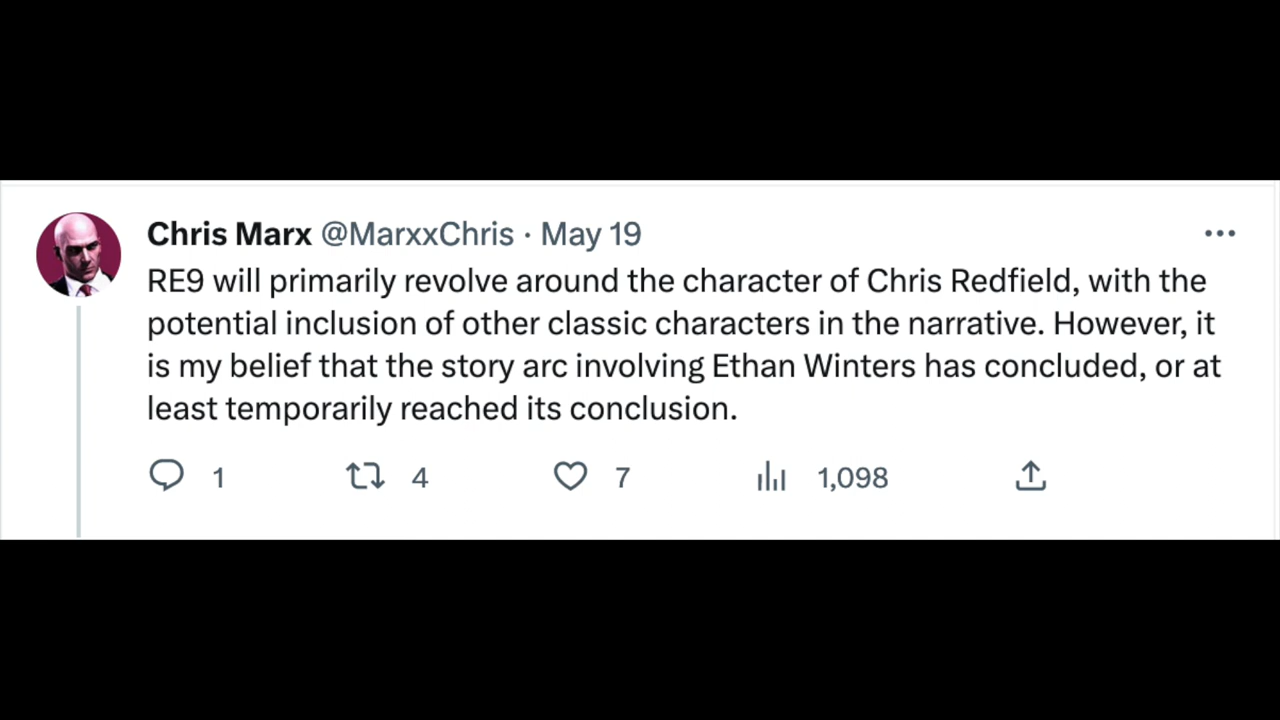 Chris Marx @MarxxChris · May 19
RE9 will primarily revolve around the character of Chris Redfield, with the
potential inclusion of other classic characters in the narrative. However, it
is my belief that the story arc involving Ethan Winters has concluded, or at
least temporarily reached its conclusion.
1 4 7 1,098